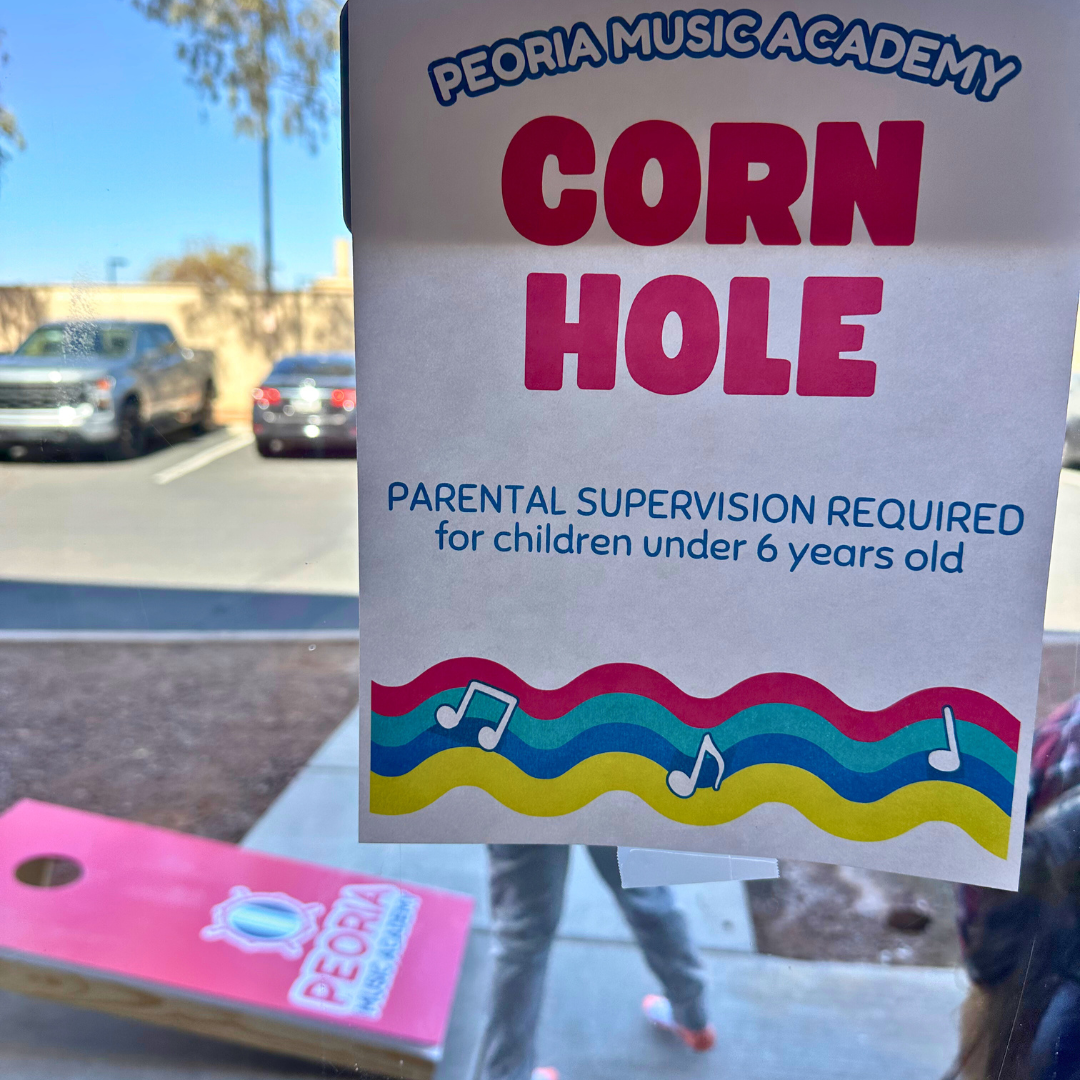 PEORIA MUSIC ACADEMY
CORN
HOLE
PARENTAL SUPERVISION REQUIRED
for children under 6 years old
PEORIA
MUSIC ACADEMY